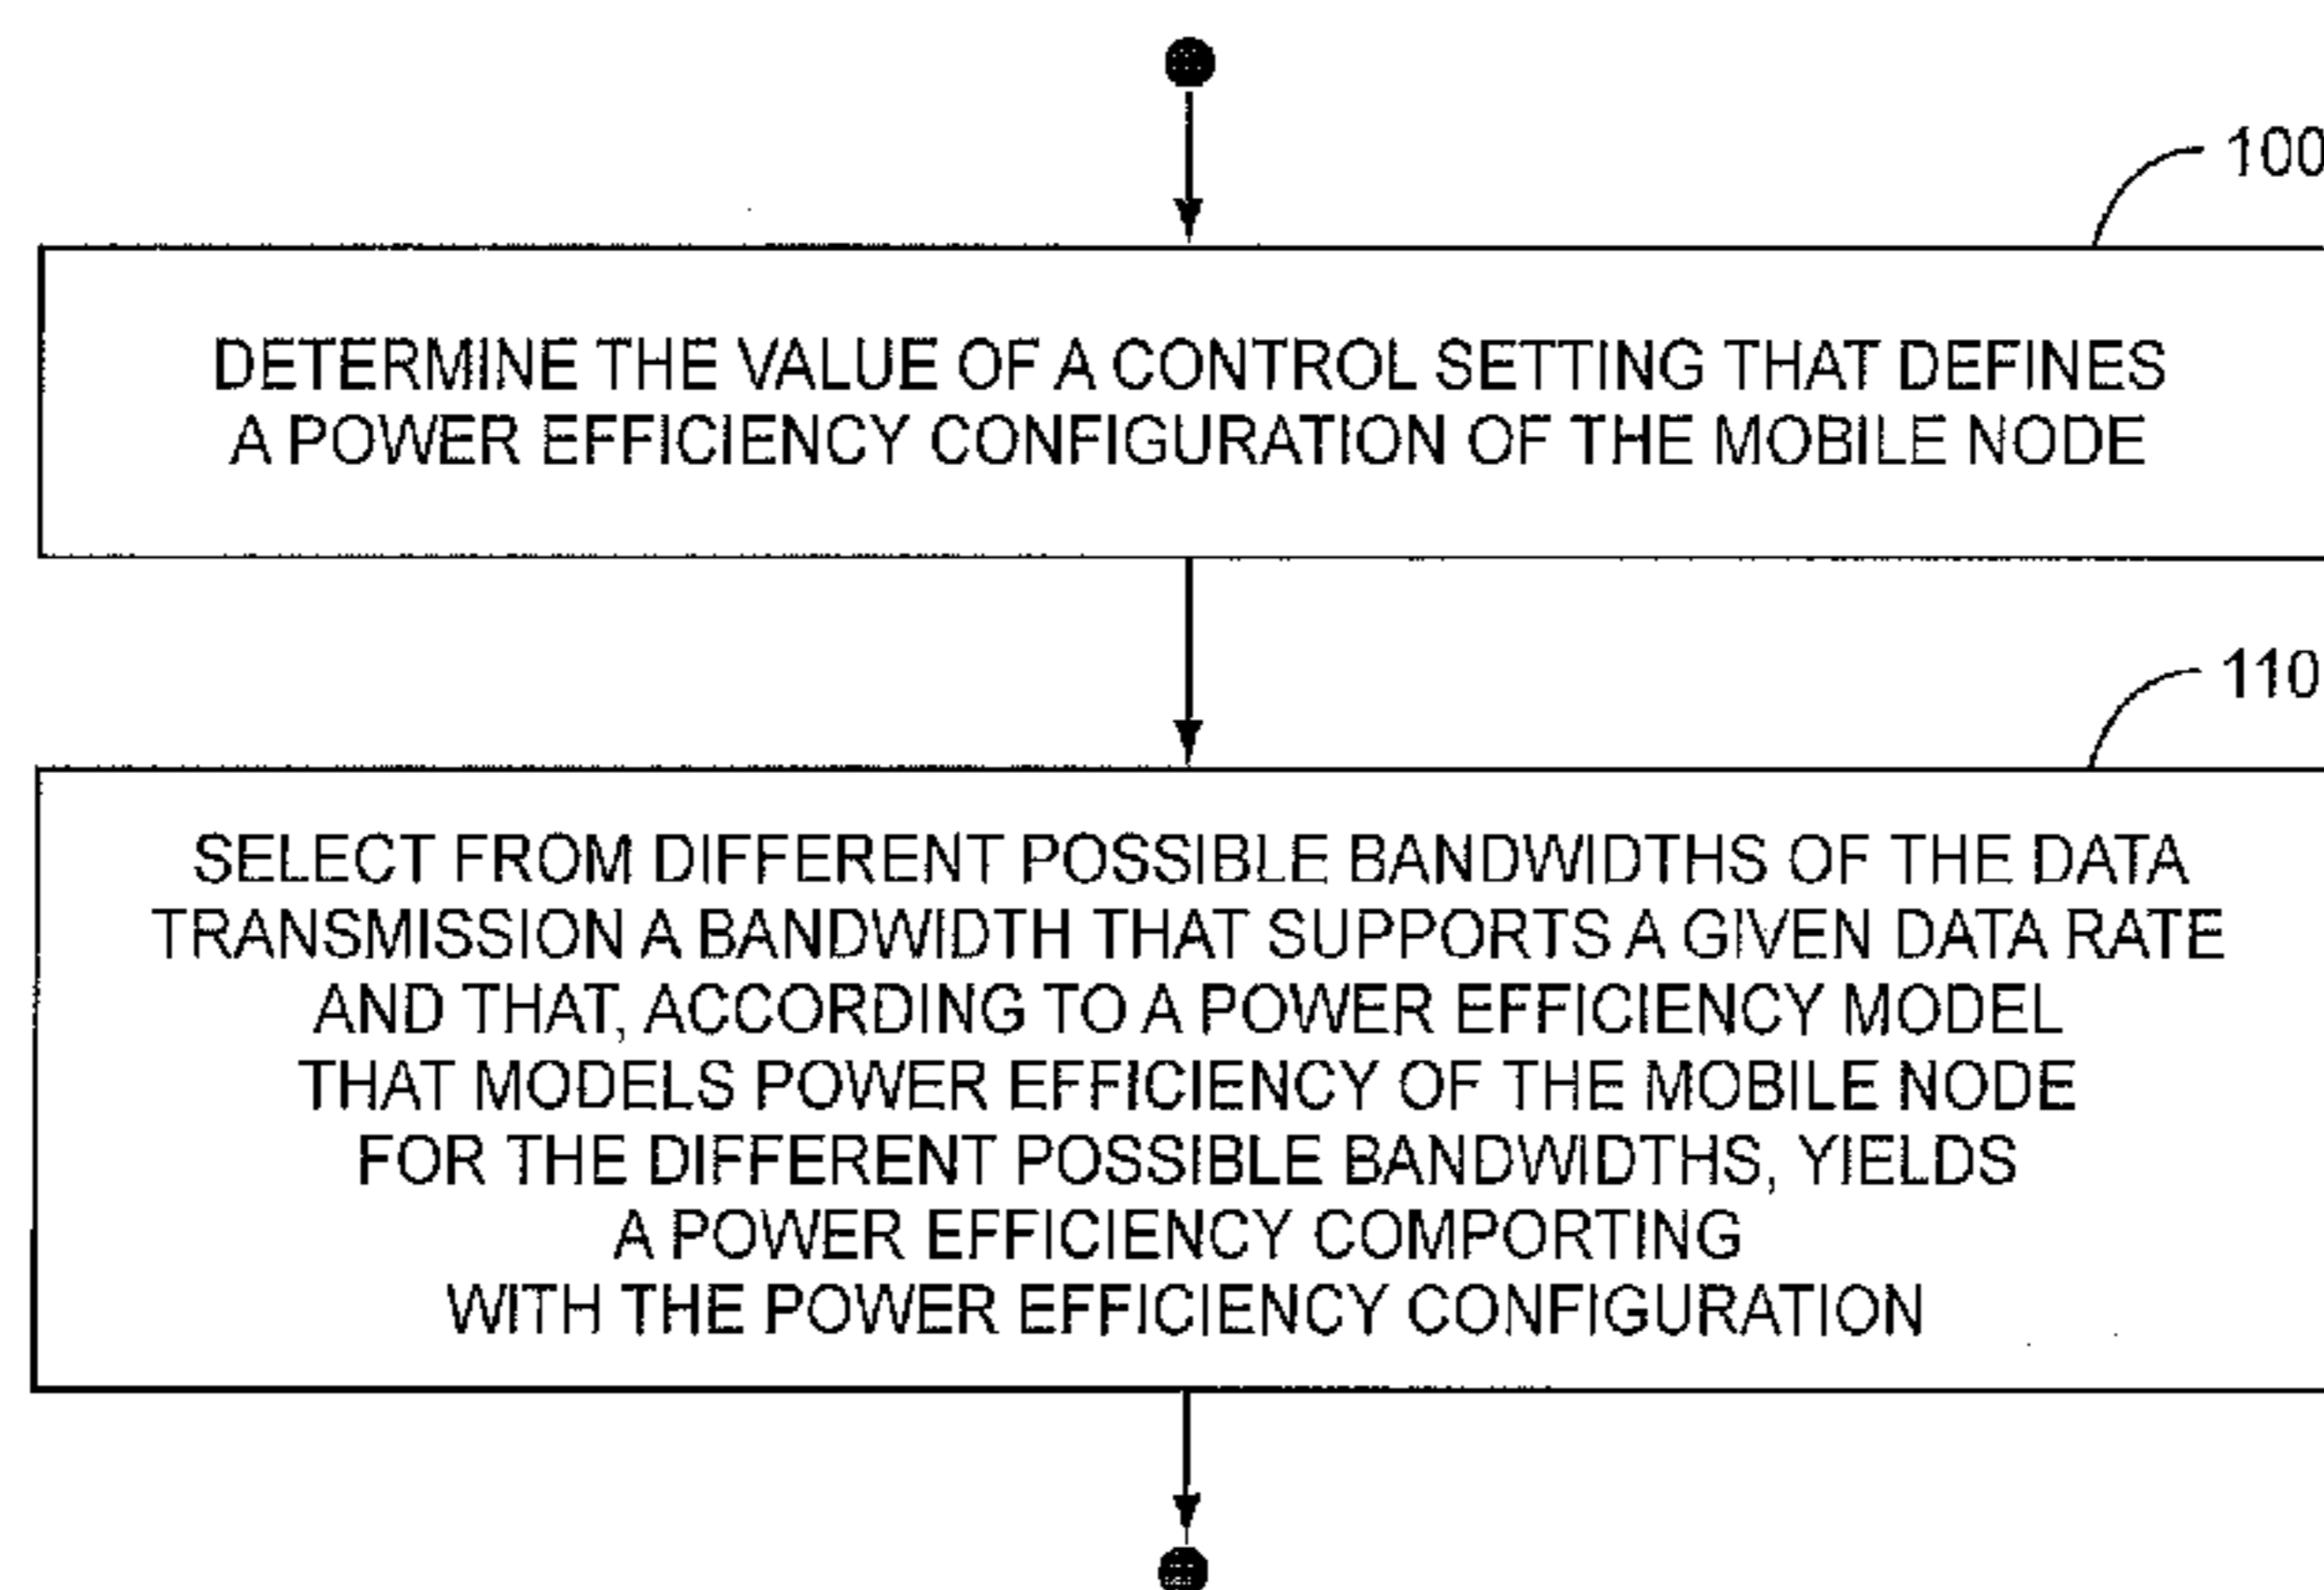 100
DETERMINE THE VALUE OF A CONTROL SETTING THAT DEFINES
A POWER EFFICIENCY CONFIGURATION OF THE MOBILE NODE
110
SELECT FROM DIFFERENT POSSIBLE BANDWIDTHS OF THE DATA
TRANSMISSION A BANDWIDTH THAT SUPPORTS A GIVEN DATA RATE
AND THAT, ACCORDING TO A POWER EFFICIENCY MODEL
THAT MODELS POWER EFFICIENCY OF THE MOBILE NODE
FOR THE DIFFERENT POSSIBLE BANDWIDTHS, YIELDS
A POWER EFFICIENCY COMPORTING
WITH THE POWER EFFICIENCY CONFIGURATION